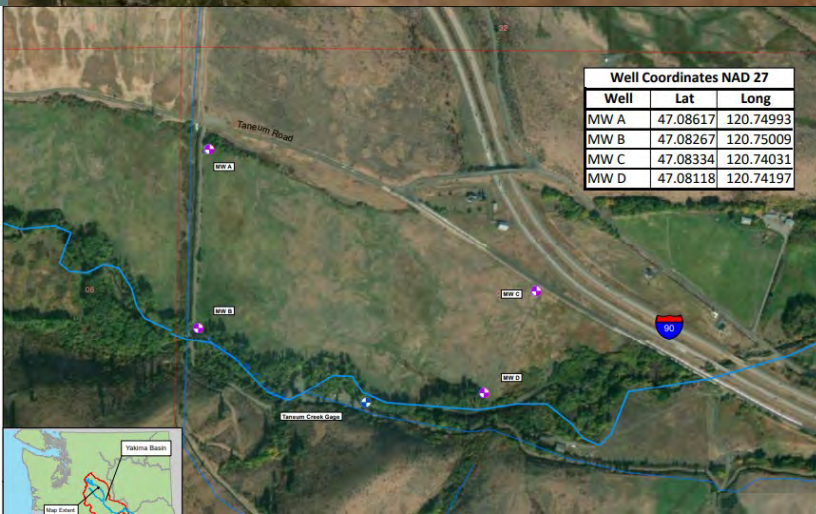 32
Well Coordinates NAD 27
Well Lat Long
MW A 47.08617 120.74993
MW B 47.08267 120.75009
MW C 47.08334 120.74031
MW D 47.08118 120.74197
Taneum Road
MW A
06
MW C
MW B
90
MW D
Taneum Creek Gage
Yakima Basin
Map Extent